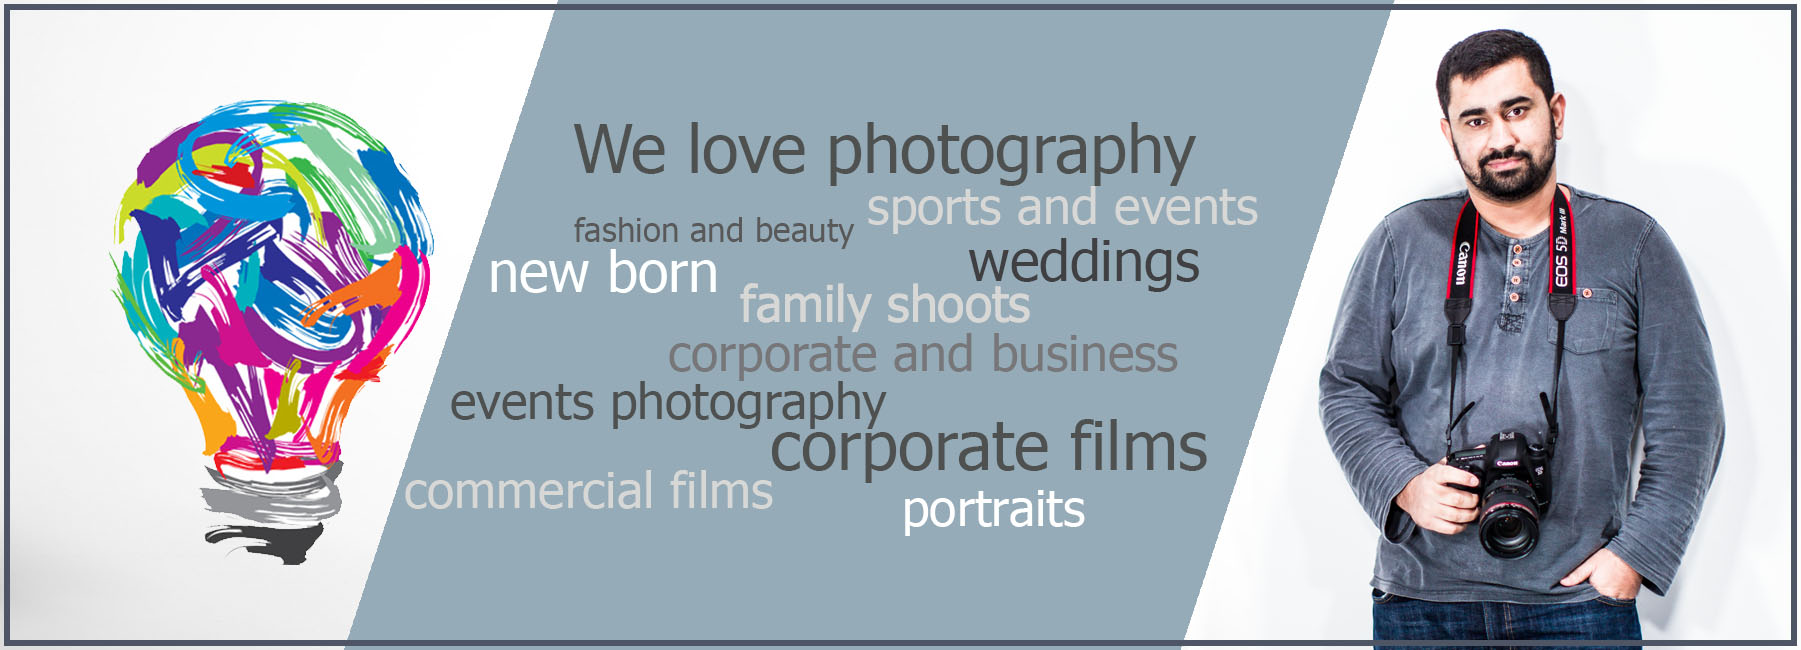 We love photography
sports and events
fashion and beauty
weddings
new born
family shoots
corporate and business
events photography
corporate films
commercial films
portraits
Canon
EOS 5D Mark III
Canon